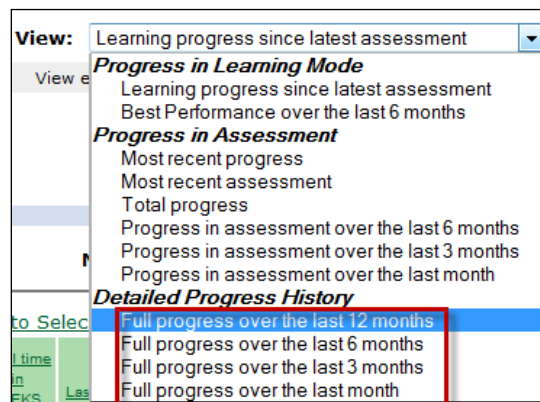 View: Learning progress since latest assessment
View e
Progress in Learning Mode
Learning progress since latest assessment
Best Performance over the last 6 months
Progress in Assessment
Most recent progress
Most recent assessment
Total progress
Progress in assessment over the last 6 months
Progress in assessment over the last 3 months
Progress in assessment over the last month
Detailed Progress History
to Selec
Full progress over the last 12 months
Full progress over the last 6 months
l time
Full progress over the last 3 months
in
Full progress over the last month
EKS Las